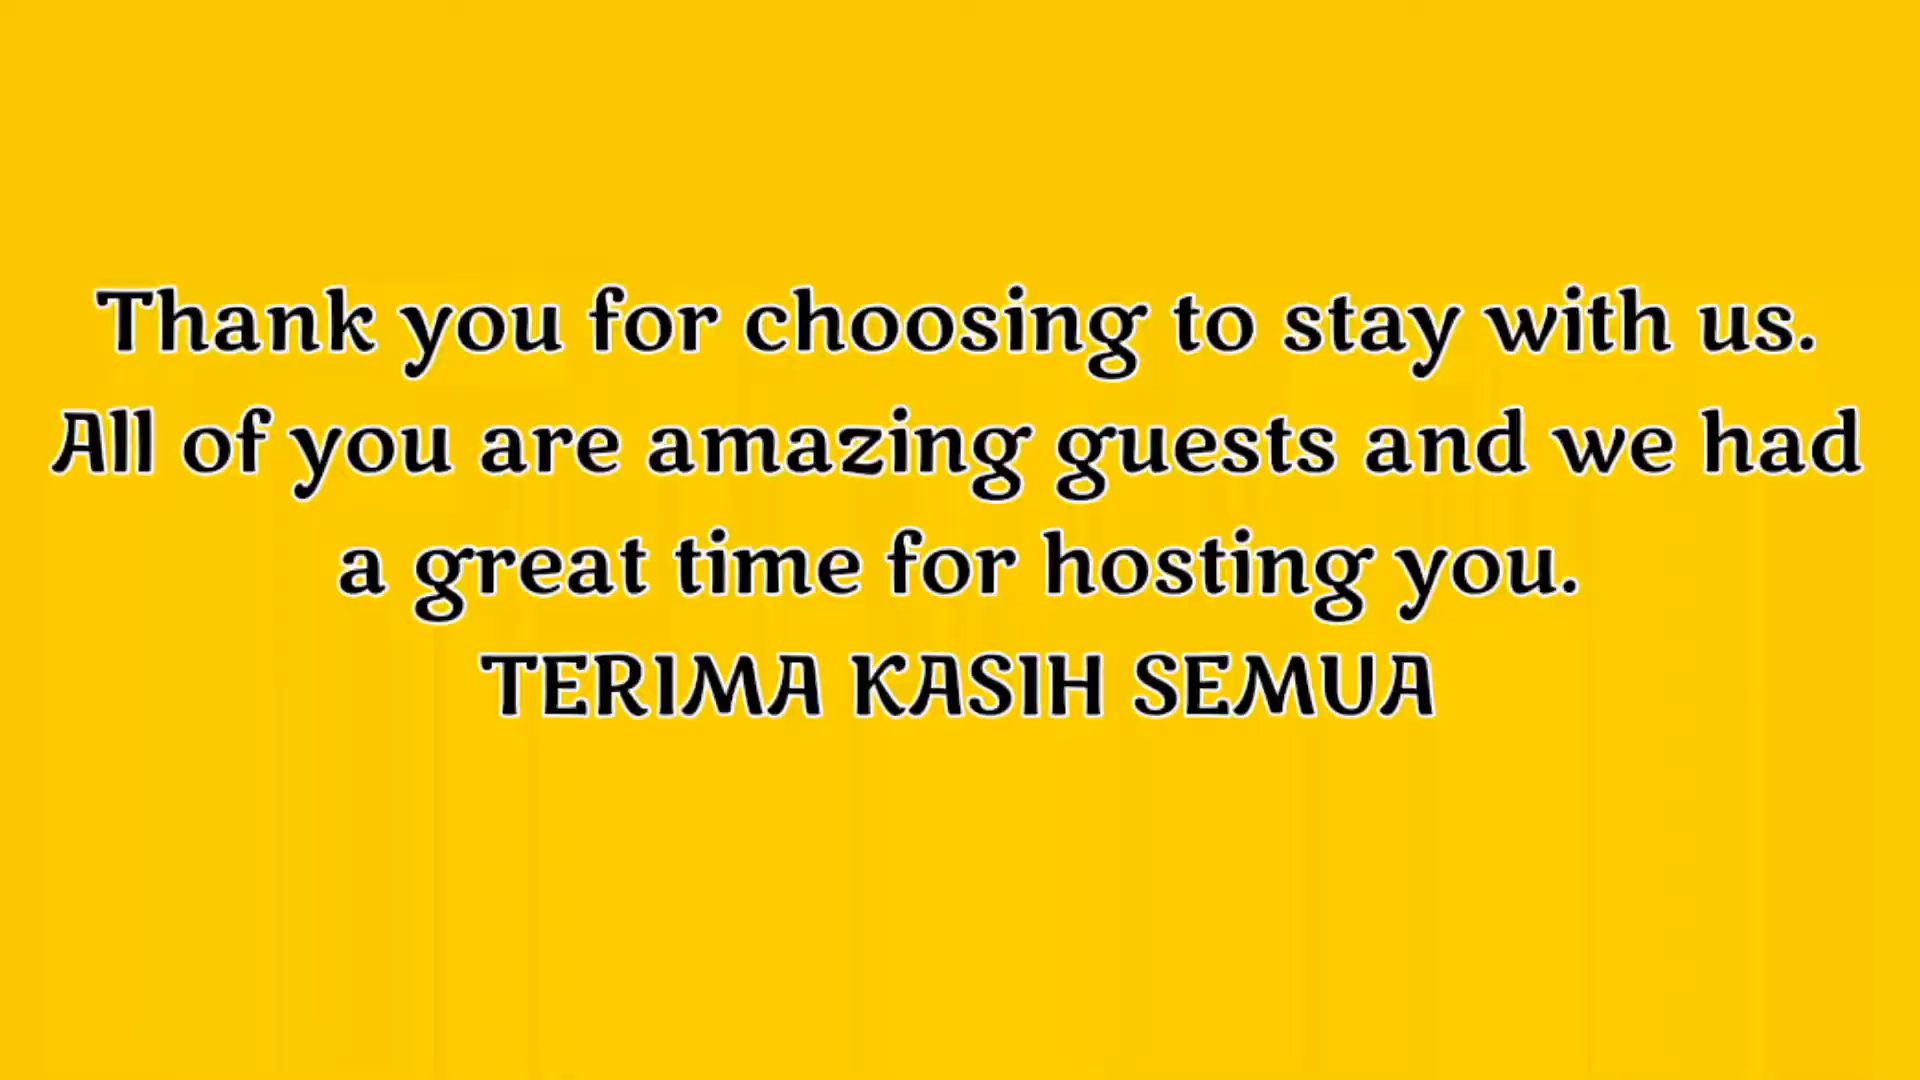 Thank you for choosing to stay with us.
All of you are amazing guests and we had
a great time for hosting you.
TERIMA KASIH SEMUA